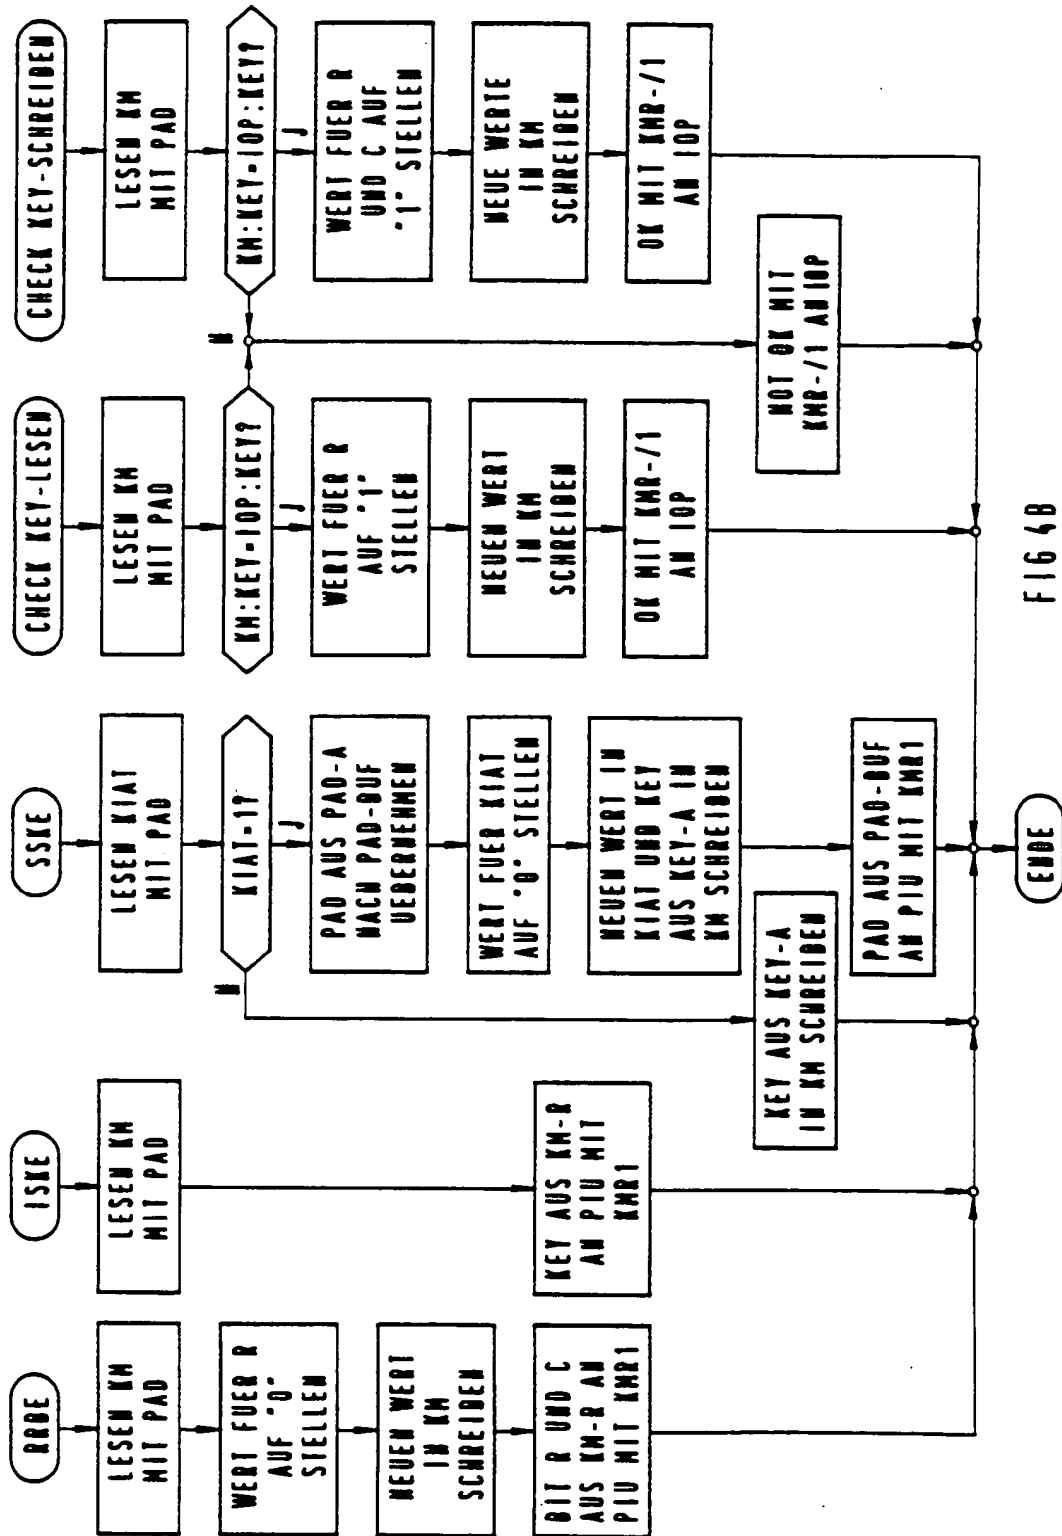 RRBE
LESEN KM
MIT PAD
WERT FUER R
AUF "0"
STELLEN
NEUEN WERT
IN KM
SCHREIBEN
BIT R UND C
AUS KM-R AN
PIU MIT KMR1
ISKE
LESEN KM
MIT PAD
KEY AUS KM-R
AN PIU MIT
KMR1
SSKE
LESEN KIAT
MIT PAD
KIAT=1?
N
J
PAD AUS PAD-A
NACH PAD-BUF
UEBERNEHMEN
WERT FUER KIAT
AUF "0" STELLEN
NEUEN WERT IN
KIAT UND KEY
AUS KEY-A IN
KM SCHREIBEN
KEY AUS KEY-A
IN KM SCHREIBEN
PAD AUS PAD-BUF
AN PIU MIT KMR1
CHECK KEY-LESEN
LESEN KM
MIT PAD
KM:KEY=IOP:KEY?
J
WERT FUER R
AUF "1"
STELLEN
NEUEN WERT
IN KM
SCHREIBEN
OK MIT KMR-/1
AN IOP
N
NOT OK MIT
KMR-/1 AN IOP
CHECK KEY-SCHREIBEN
LESEN KM
MIT PAD
KM:KEY=IOP:KEY?
J
WERT FUER R
UND C AUF
"1" STELLEN
NEUE WERTE
IN KM
SCHREIBEN
OK MIT KMR-/1
AN IOP
ENDE
FIG 4B